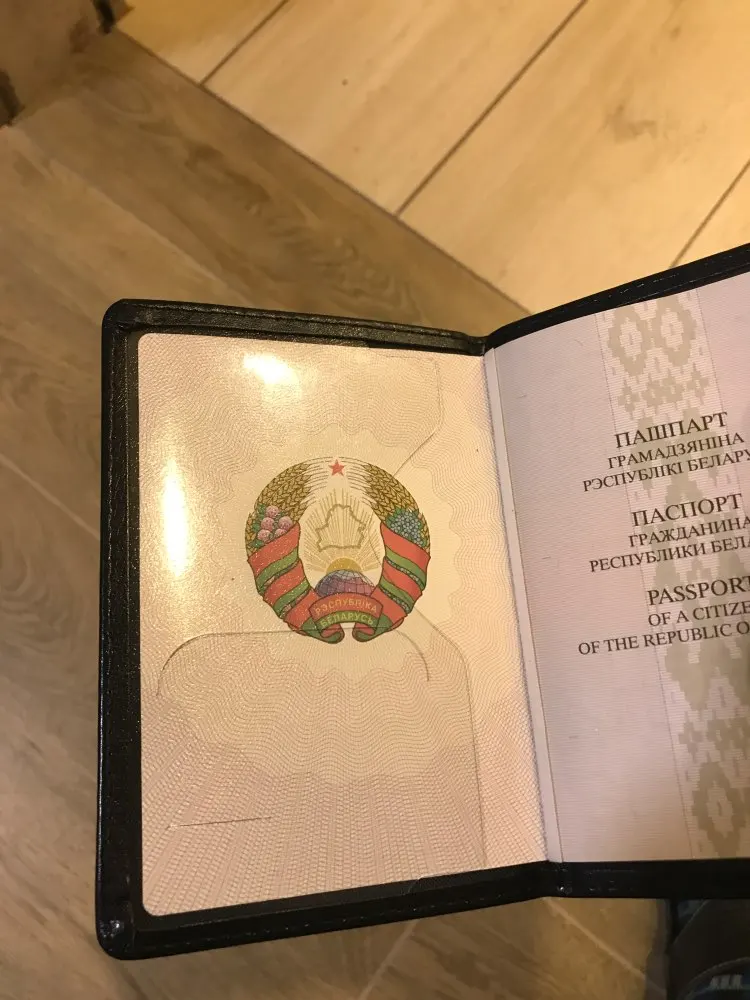 РЭСПУБЛІКА
БЕЛАРУСЬ
ПАШПАРТ
ГРАМАДЗЯНІНА
РЭСПУБЛІКІ БЕЛАРУ
ПАСПОРТ
ГРАЖДАНИНА
РЕСПУБЛИКИ БЕЛА
PASSPORT
OF A CITIZE
OF THE REPUBLIC O